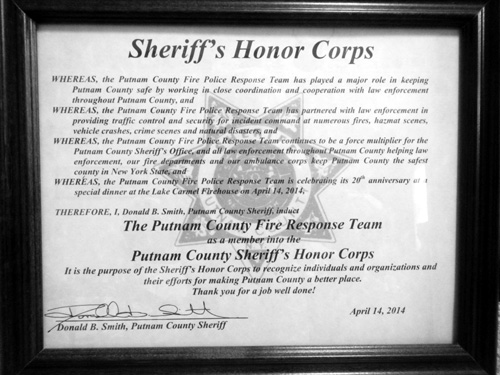 Sheriff's Honor Corps
WHEREAS, the Putnam County Fire Police Response Team has played a major role in keeping
Putnam County safe by working in close coordination and cooperation with law enforcement
throughout Putnam County, and
WHEREAS, the Putnam County Fire Police Response Team has partnered with law enforcement in
providing traffic control and security for incident command at numerous fires, hazmat scenes,
vehicle crashes, crime scenes and natural disasters, and
WHEREAS, the Putnam County Fire Police Response Team continues to be a force multiplier for the
Putnam County Sheriff's Office, and all law enforcement throughout Putnam County helping law
enforcement, our fire departments and our ambulance corps keep Putnam County the safest
county in New York State, and
WHEREAS, the Putnam County Fire Police Response Team is celebrating its 20th anniversary at a
special dinner at the Lake Carmel Firehouse on April 14, 2014,
THEREFORE, I, Donald B. Smith, Putnam County Sheriff, induct
The Putnam County Fire Response Team
as a member into the
Putnam County Sheriff's Honor Corps
It is the purpose of the Sheriff's Honor Corps to recognize individuals and organizations and
their efforts for making Putnam County a better place.
Thank you for a job well done!
April 14, 2014
Donald B. Smith, Putnam County Sheriff